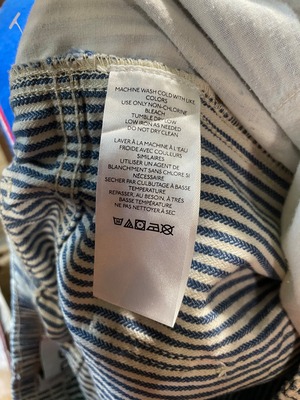 MACHINE WASH COLD WITH LIKE
COLORS
USE ONLY NON-CHLORINE
BLEACH
TUMBLE DRY LOW
LOW IRON AS NEEDED
DO NOT DRY CLEAN
LAVER À LA MACHINE À L'EAU
FROIDE AVEC COULEURS
SIMILAIRES
UTILISER UN AGENT DE
BLANCHIMENT SANS CHLORE SI
NÉCESSAIRE
SECHER PAR CULBUTAGE À BASSE
TEMPERATURE
REPASSER, AU BESOIN, À TRÈS
BASSE TEMPÉRATURE
NE PAS NETTOYER À SEC